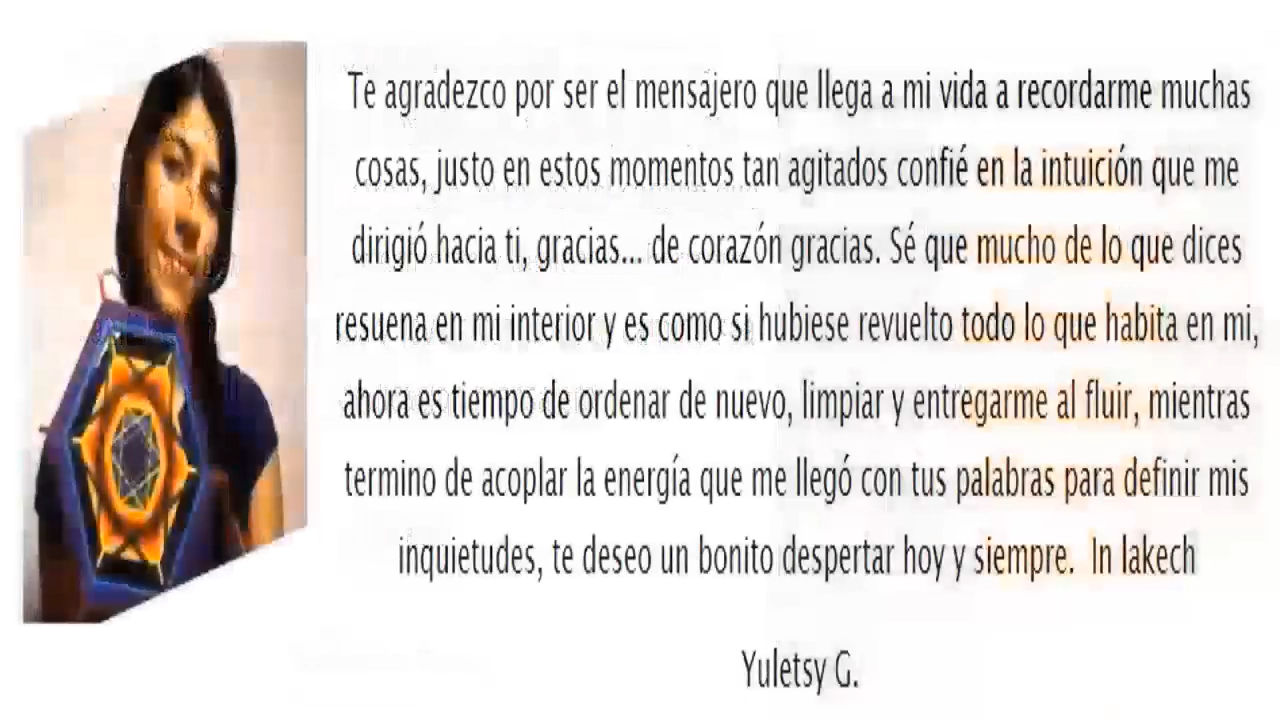 Te agradezco por ser el mensajero que llega a mi vida a recordarme muchas
cosas, justo en estos momentos tan agitados confié en la intuición que me
dirigió hacia ti, gracias... de corazón gracias. Sé que mucho de lo que dices
resuena en mi interior y es como si hubiese revuelto todo lo que habita en mi,
ahora es tiempo de ordenar de nuevo, limpiar y entregarme al fluir, mientras
termino de acoplar la energía que me llegó con tus palabras para definir mis
inquietudes, te deseo un bonito despertar hoy y siempre. In lakech
Yuletsy G.